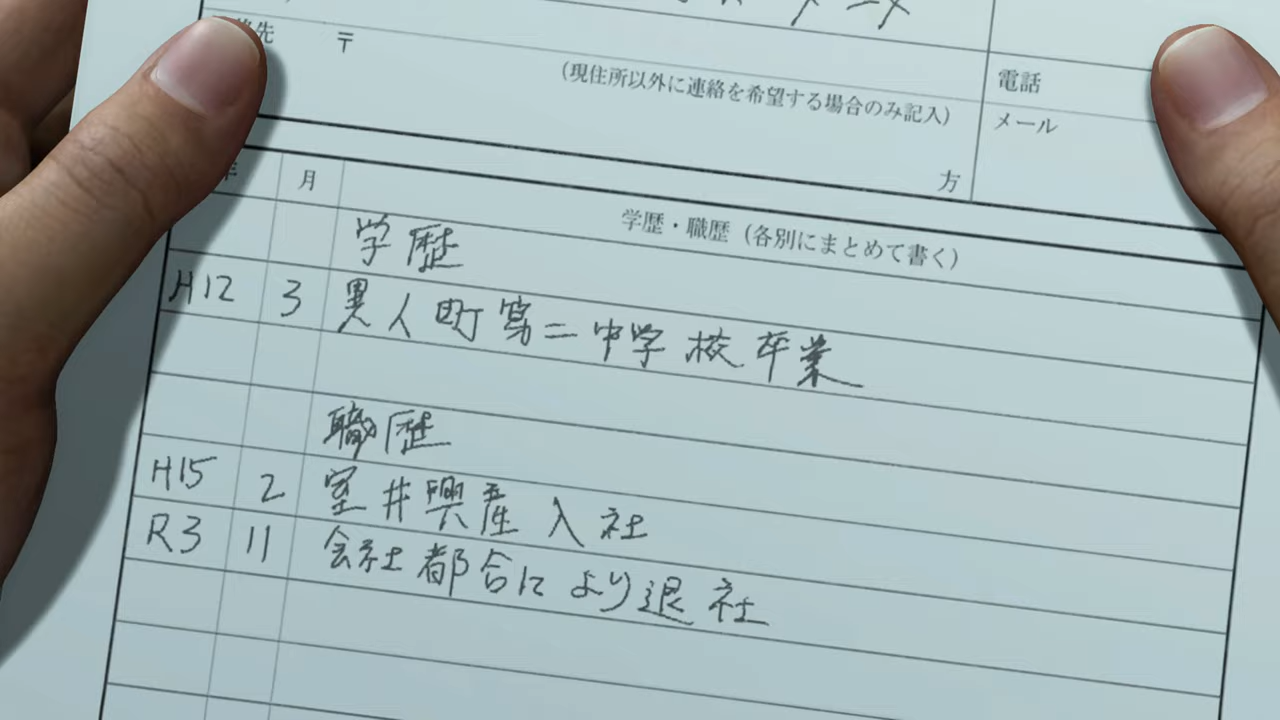 絡先 〒
(現住所以外に連絡を希望する場合のみ記入)
電話
メール
方
年 月 学歴・職歴 (各別にまとめて書く)
学歴
H12 3 異人町第二中学校卒業
職歴
H15 2 室井興産 入社
R3 11 会社都合により退社